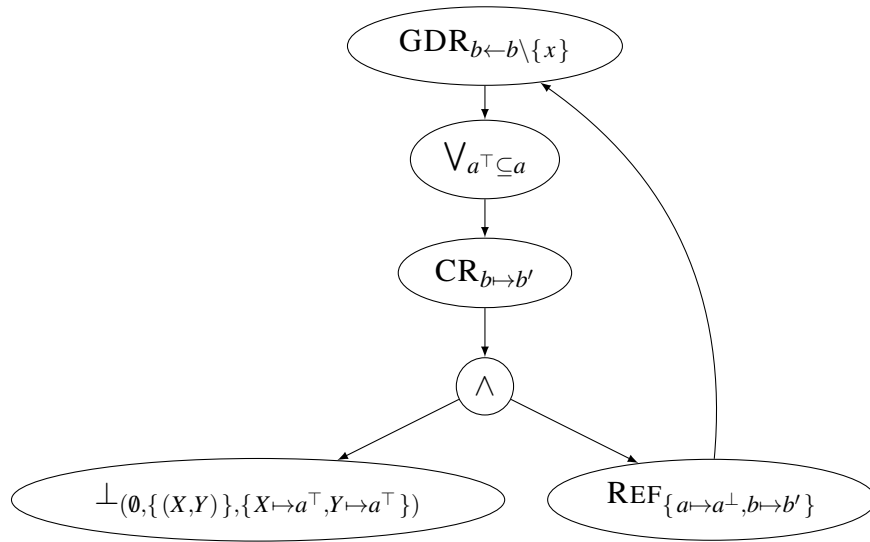 GDR_{b←b\{x}}
⋁_{a^⊤⊆a}
CR_{b↦b′}
∧
⊥_{(∅,{(X,Y)},{X↦a^⊤,Y↦a^⊤})}
REF_{{a↦a^⊥,b↦b′}}